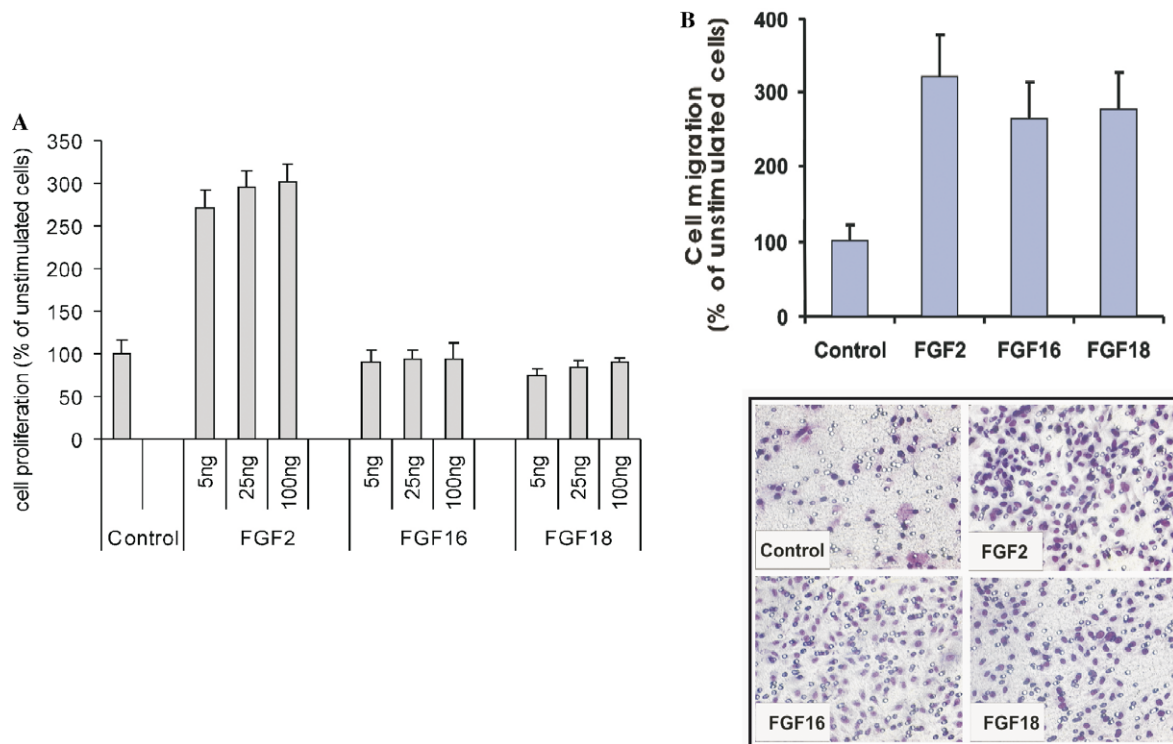 A
cell proliferation (% of unstimulated cells)
350
300
250
200
150
100
50
0
5ng 25ng 100ng 5ng 25ng 100ng 5ng 25ng 100ng
Control FGF2 FGF16 FGF18
B
Cell migration
(% of unstimulated cells)
400
300
200
100
0
Control FGF2 FGF16 FGF18
Control FGF2
FGF16 FGF18